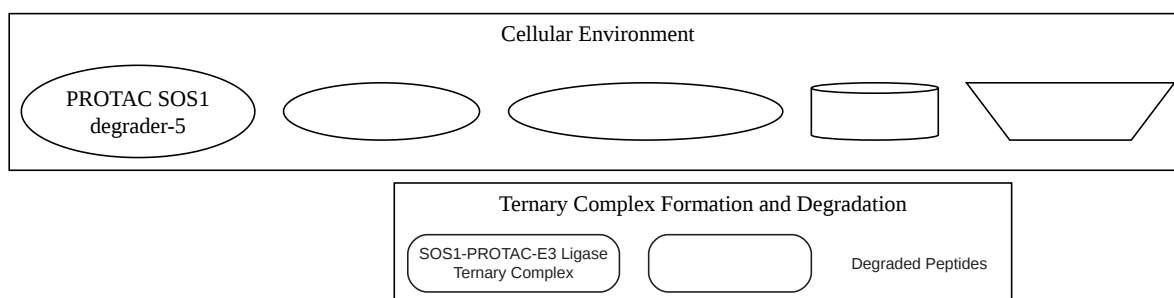 Cellular Environment
PROTAC SOS1
degrader-5
Ternary Complex Formation and Degradation
SOS1-PROTAC-E3 Ligase
Ternary Complex
Degraded Peptides